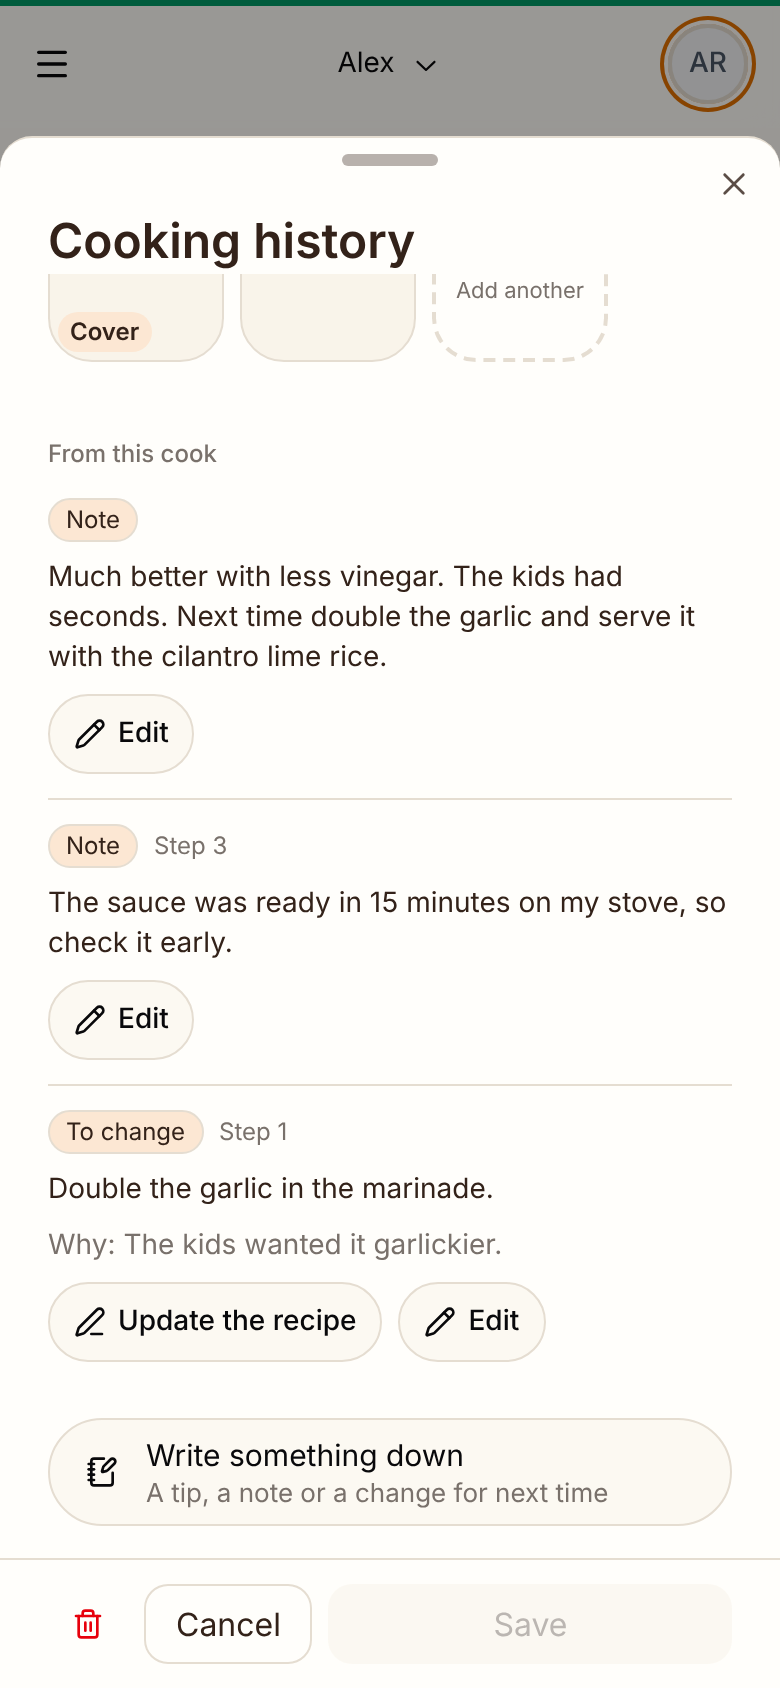 Alex
AR
Cooking history
Cover
Add another
From this cook
Note
Much better with less vinegar. The kids had
seconds. Next time double the garlic and serve it
with the cilantro lime rice.
Edit
Note Step 3
The sauce was ready in 15 minutes on my stove, so
check it early.
Edit
To change Step 1
Double the garlic in the marinade.
Why: The kids wanted it garlickier.
Update the recipe Edit
Write something down
A tip, a note or a change for next time
Cancel Save